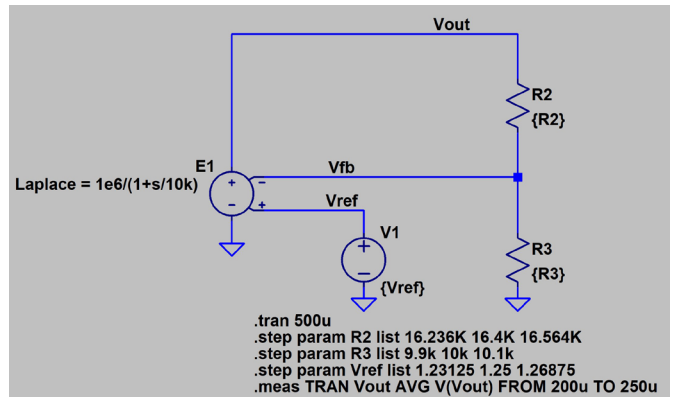 Vout
R2
{R2}
E1
Vfb
Laplace = 1e6/(1+s/10k)
+
−
−
+
Vref
V1
+
−
{Vref}
R3
{R3}
.tran 500u
.step param R2 list 16.236K 16.4K 16.564K
.step param R3 list 9.9k 10k 10.1k
.step param Vref list 1.23125 1.25 1.26875
.meas TRAN Vout AVG V(Vout) FROM 200u TO 250u